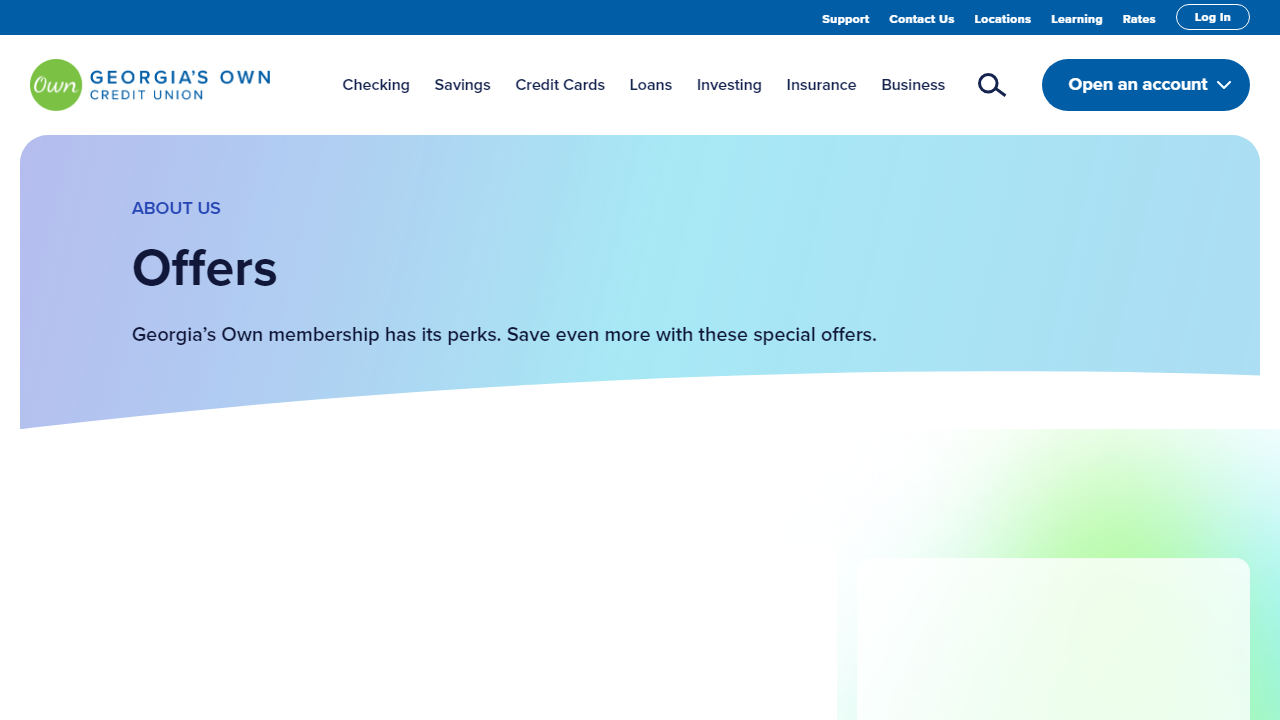 Support Contact Us Locations Learning Rates Log In
Own GEORGIA'S OWN
CREDIT UNION
Checking Savings Credit Cards Loans Investing Insurance Business Open an account
ABOUT US
Offers
Georgia’s Own membership has its perks. Save even more with these special offers.